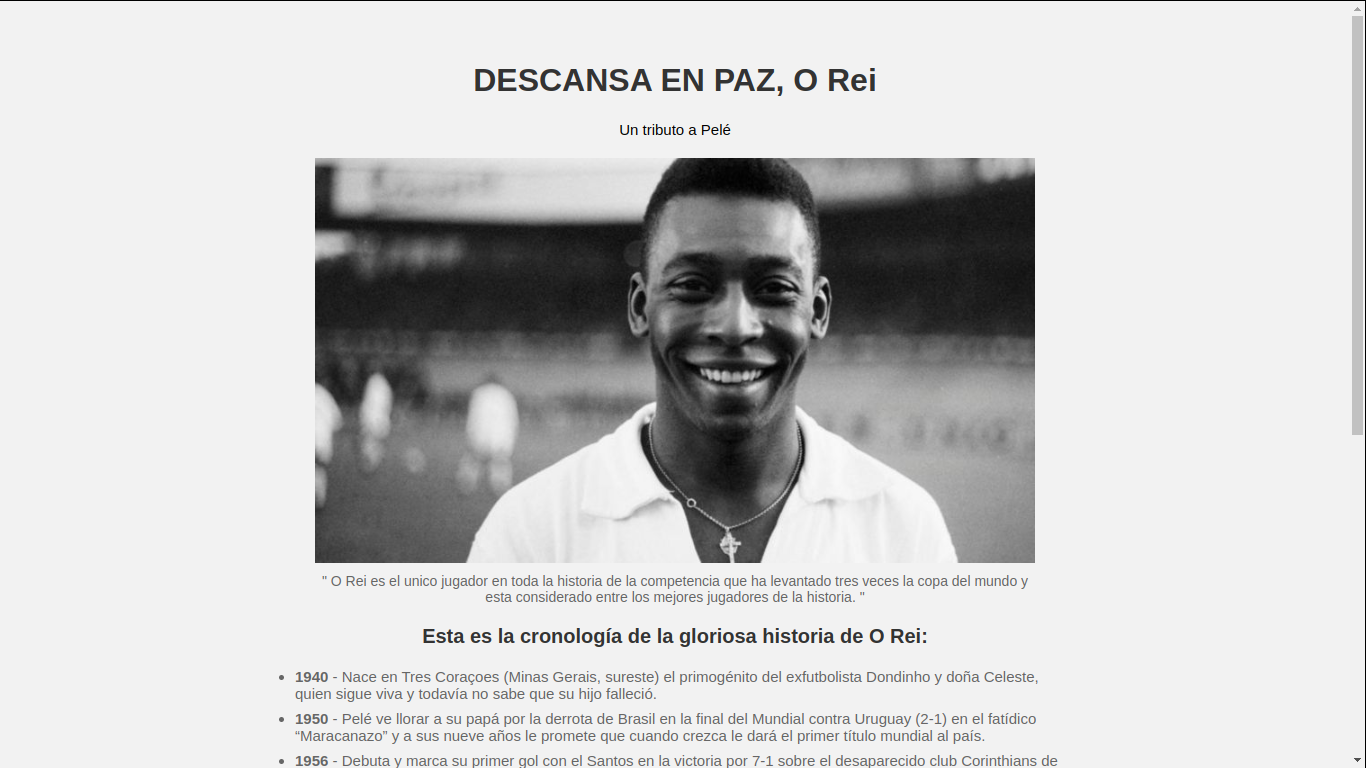 DESCANSA EN PAZ, O Rei
Un tributo a Pelé
" O Rei es el unico jugador en toda la historia de la competencia que ha levantado tres veces la copa del mundo y
esta considerado entre los mejores jugadores de la historia. "
Esta es la cronología de la gloriosa historia de O Rei:
1940 - Nace en Tres Coraçoes (Minas Gerais, sureste) el primogénito del exfutbolista Dondinho y doña Celeste,
quien sigue viva y todavía no sabe que su hijo falleció.
1950 - Pelé ve llorar a su papá por la derrota de Brasil en la final del Mundial contra Uruguay (2-1) en el fatídico
“Maracanazo” y a sus nueve años le promete que cuando crezca le dará el primer título mundial al país.
1956 - Debuta y marca su primer gol con el Santos en la victoria por 7-1 sobre el desaparecido club Corinthians de